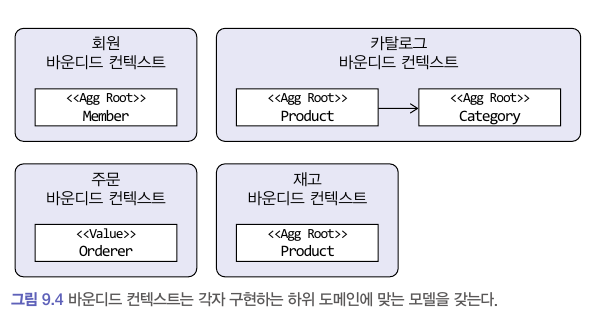 회원
바운디드 컨텍스트
<<Agg Root>>
Member
카탈로그
바운디드 컨텍스트
<<Agg Root>>
Product
<<Agg Root>>
Category
주문
바운디드 컨텍스트
<<Value>>
Orderer
재고
바운디드 컨텍스트
<<Agg Root>>
Product
그림 9.4 바운디드 컨텍스트는 각자 구현하는 하위 도메인에 맞는 모델을 갖는다.